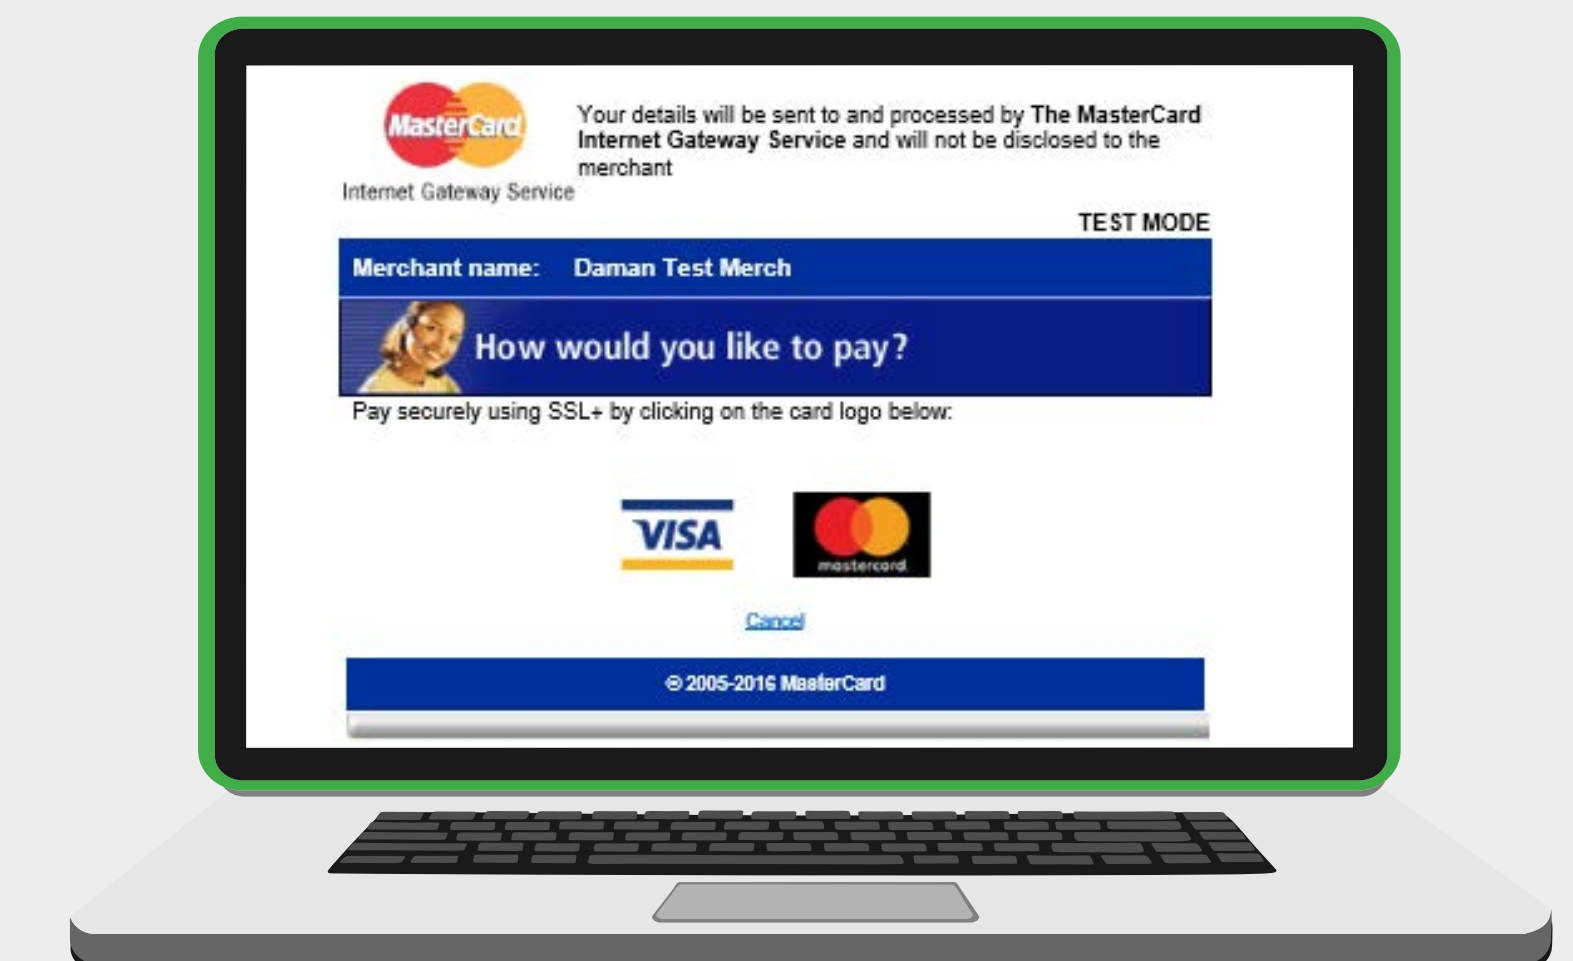 MasterCard
Internet Gateway Service
Your details will be sent to and processed by The MasterCard
Internet Gateway Service and will not be disclosed to the
merchant
TEST MODE
Merchant name: Daman Test Merch
How would you like to pay?
Pay securely using SSL+ by clicking on the card logo below:
VISA
mastercard
Cancel
© 2005-2016 MasterCard